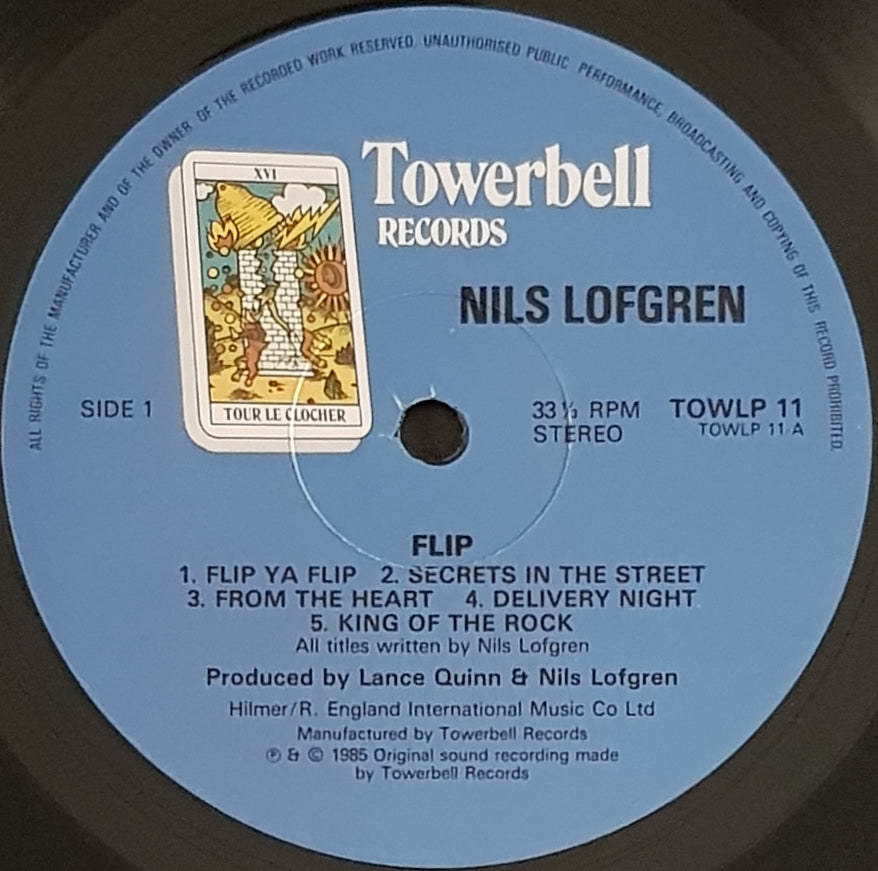 ALL RIGHTS OF THE MANUFACTURER AND OF THE OWNER OF THE RECORDED WORK RESERVED. UNAUTHORISED PUBLIC PERFORMANCE, BROADCASTING AND COPYING OF THIS RECORD PROHIBITED.
XVI
TOUR LE CLOCHER
Towerbell
RECORDS
NILS LOFGREN
SIDE 1
33⅓ RPM
STEREO
TOWLP 11
TOWLP 11 A
FLIP
1. FLIP YA FLIP 2. SECRETS IN THE STREET
3. FROM THE HEART 4. DELIVERY NIGHT
5. KING OF THE ROCK
All titles written by Nils Lofgren
Produced by Lance Quinn & Nils Lofgren
Hilmer/R. England International Music Co Ltd
Manufactured by Towerbell Records
℗ & © 1985 Original sound recording made
by Towerbell Records